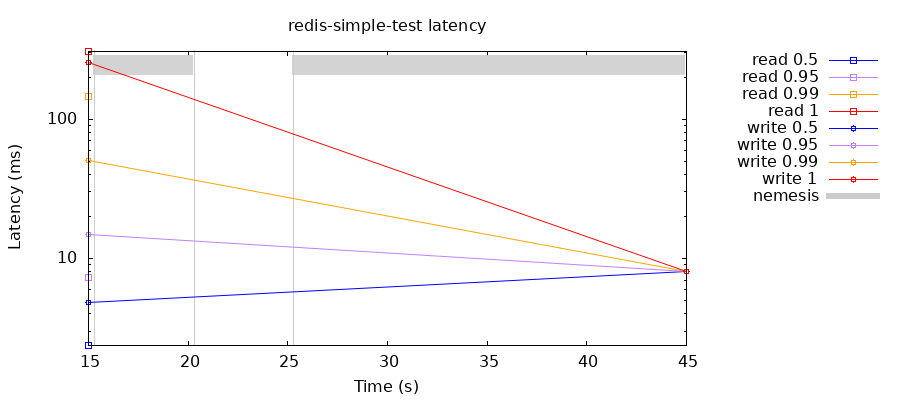 redis-simple-test latency
read 0.5
read 0.95
read 0.99
read 1
write 0.5
write 0.95
write 0.99
write 1
nemesis
Latency (ms)
100
10
15 20 25 30 35 40 45
Time (s)